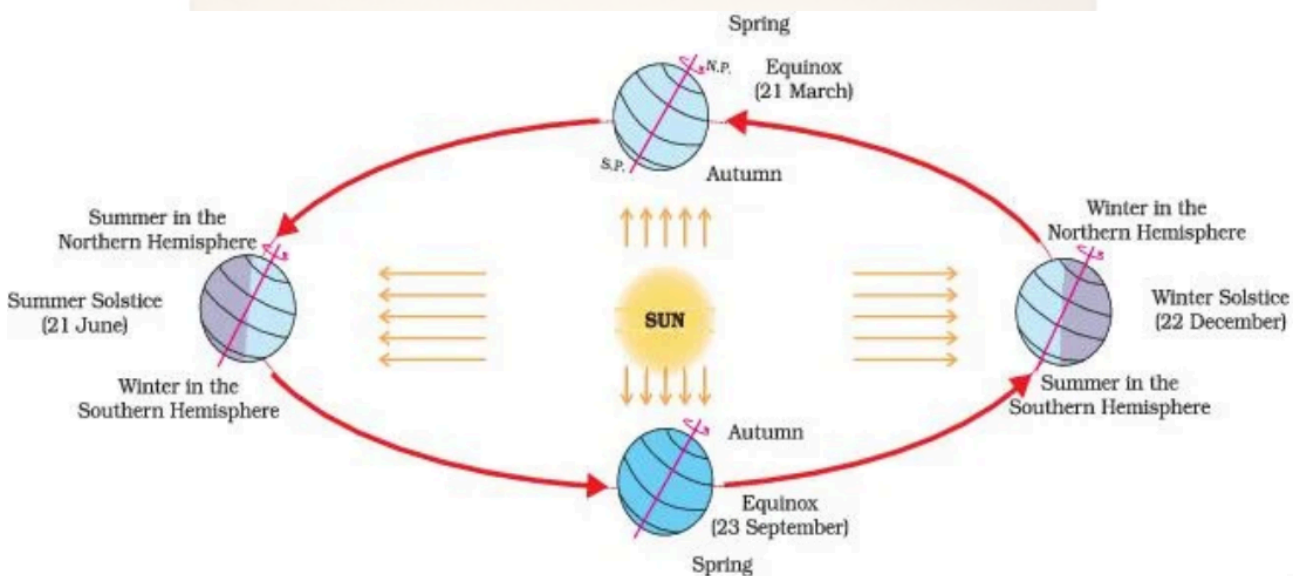 Spring
N.P.
Equinox
(21 March)
S.P.
Autumn
Summer in the
Northern Hemisphere
Winter in the
Northern Hemisphere
Summer Solstice
(21 June)
SUN
Winter Solstice
(22 December)
Winter in the
Southern Hemisphere
Summer in the
Southern Hemisphere
Autumn
Equinox
(23 September)
Spring